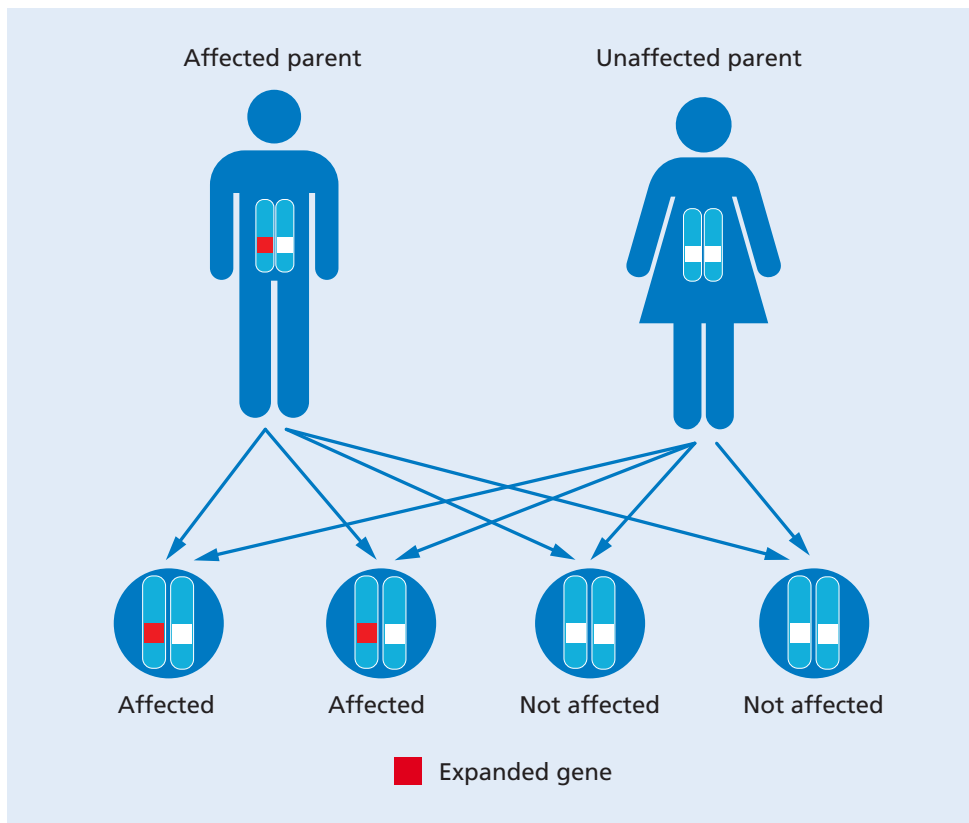 Affected parent
Unaffected parent
Affected
Affected
Not affected
Not affected
Expanded gene